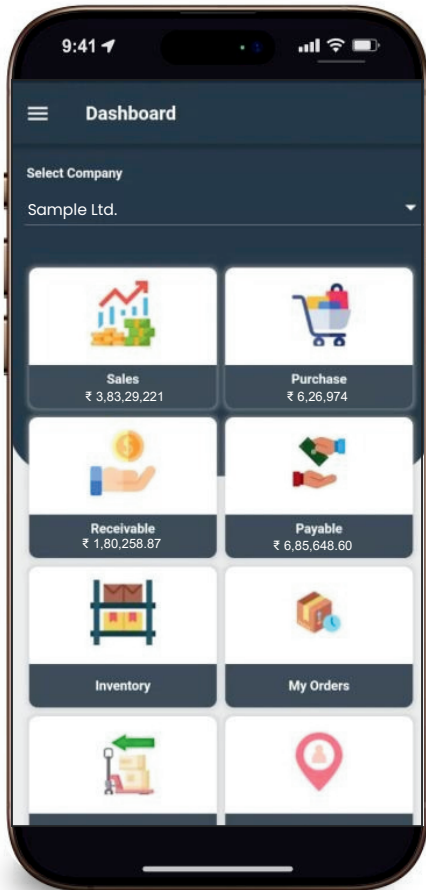 9:41
Dashboard
Select Company
Sample Ltd.
Sales
₹ 3,83,29,221
Purchase
₹ 6,26,974
Receivable
₹ 1,80,258.87
Payable
₹ 6,85,648.60
Inventory
My Orders